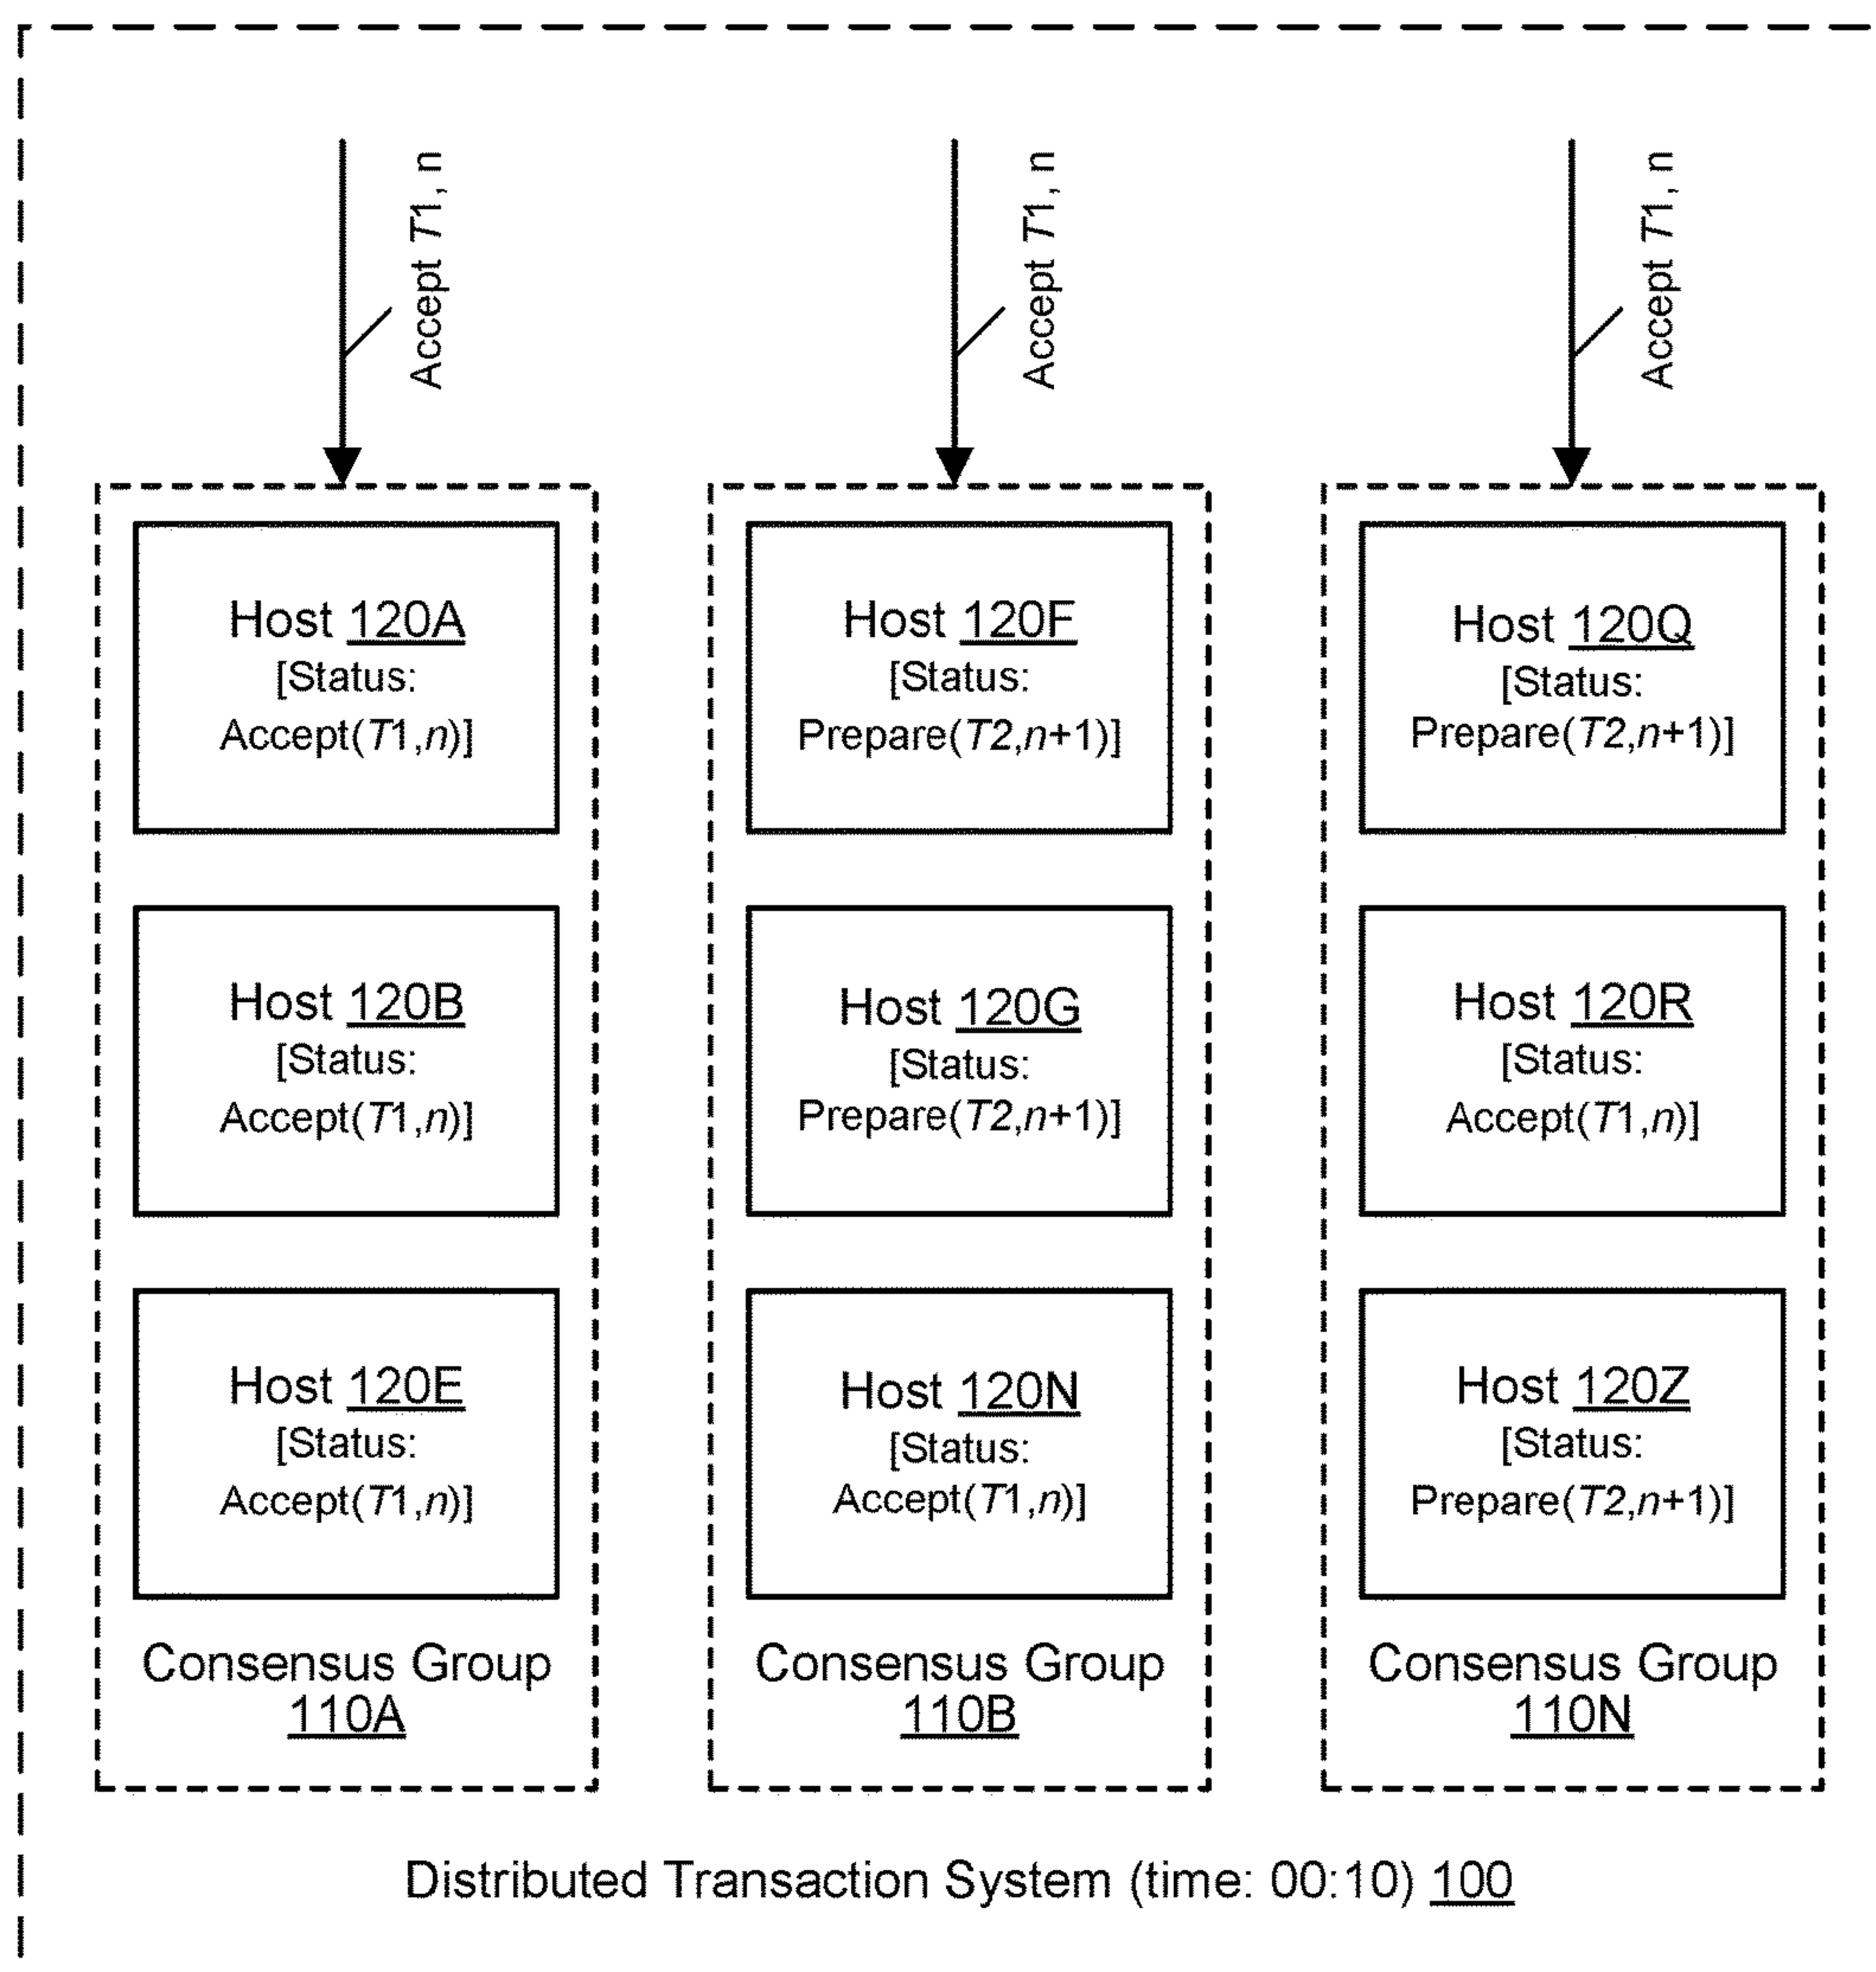 Accept T1, n
Accept T1, n
Accept T1, n
Host 120A
[Status:
Accept(T1,n)]
Host 120B
[Status:
Accept(T1,n)]
Host 120E
[Status:
Accept(T1,n)]
Consensus Group
110A
Host 120F
[Status:
Prepare(T2,n+1)]
Host 120G
[Status:
Prepare(T2,n+1)]
Host 120N
[Status:
Accept(T1,n)]
Consensus Group
110B
Host 120Q
[Status:
Prepare(T2,n+1)]
Host 120R
[Status:
Accept(T1,n)]
Host 120Z
[Status:
Prepare(T2,n+1)]
Consensus Group
110N
Distributed Transaction System (time: 00:10) 100